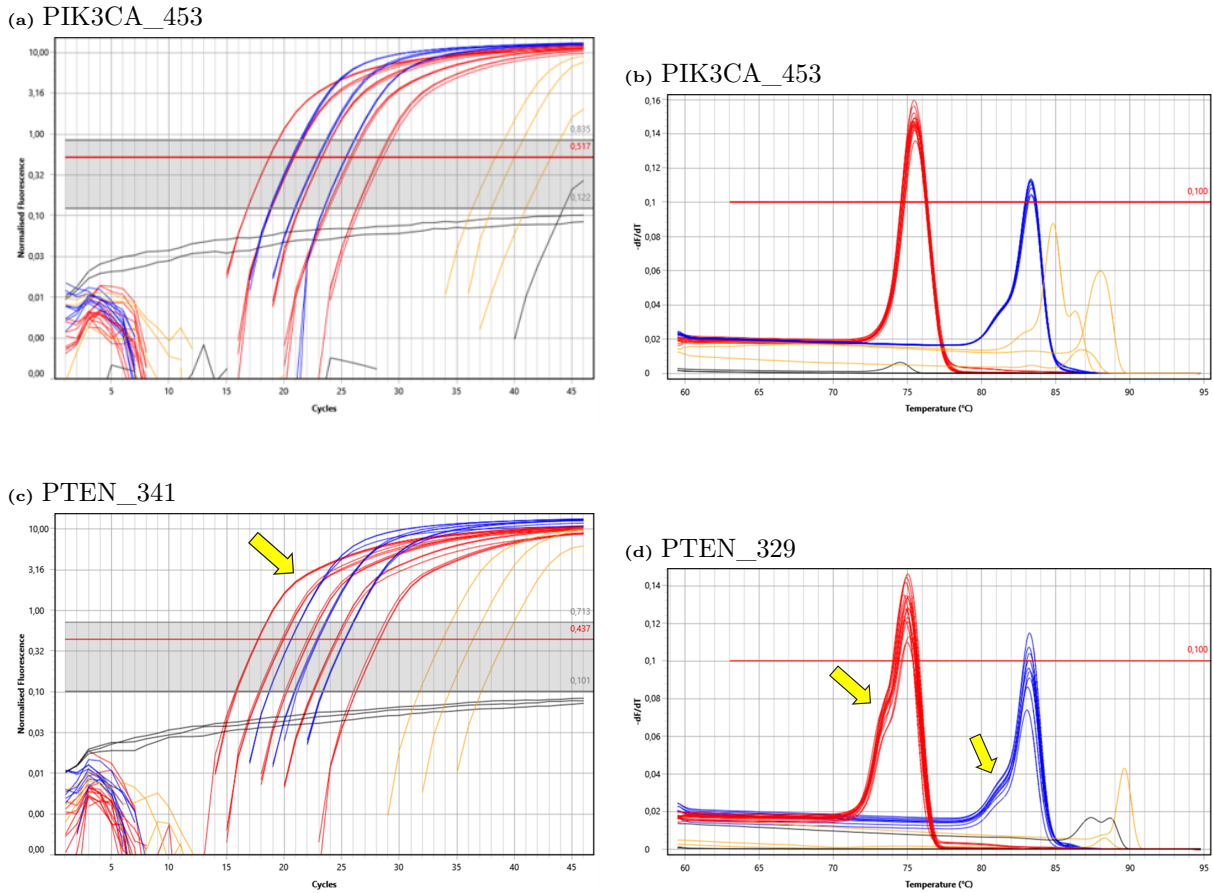 (a) PIK3CA_453
10,00
3,16
1,00
0,32
0,10
0,03
0,01
0,00
0,00
Normalised Fluorescence
0,835
0,517
0,122
5 10 15 20 25 30 35 40 45
Cycles
(b) PIK3CA_453
0,16
0,14
0,12
0,1
0,08
0,06
0,04
0,02
0
-dF/dT
0,100
60 65 70 75 80 85 90 95
Temperature (°C)
(c) PTEN_341
10,00
3,16
1,00
0,32
0,10
0,03
0,01
0,00
0,00
Normalised Fluorescence
0,713
0,437
0,101
5 10 15 20 25 30 35 40 45
Cycles
(d) PTEN_329
0,14
0,12
0,1
0,08
0,06
0,04
0,02
0
-dF/dT
0,100
60 65 70 75 80 85 90 95
Temperature (°C)